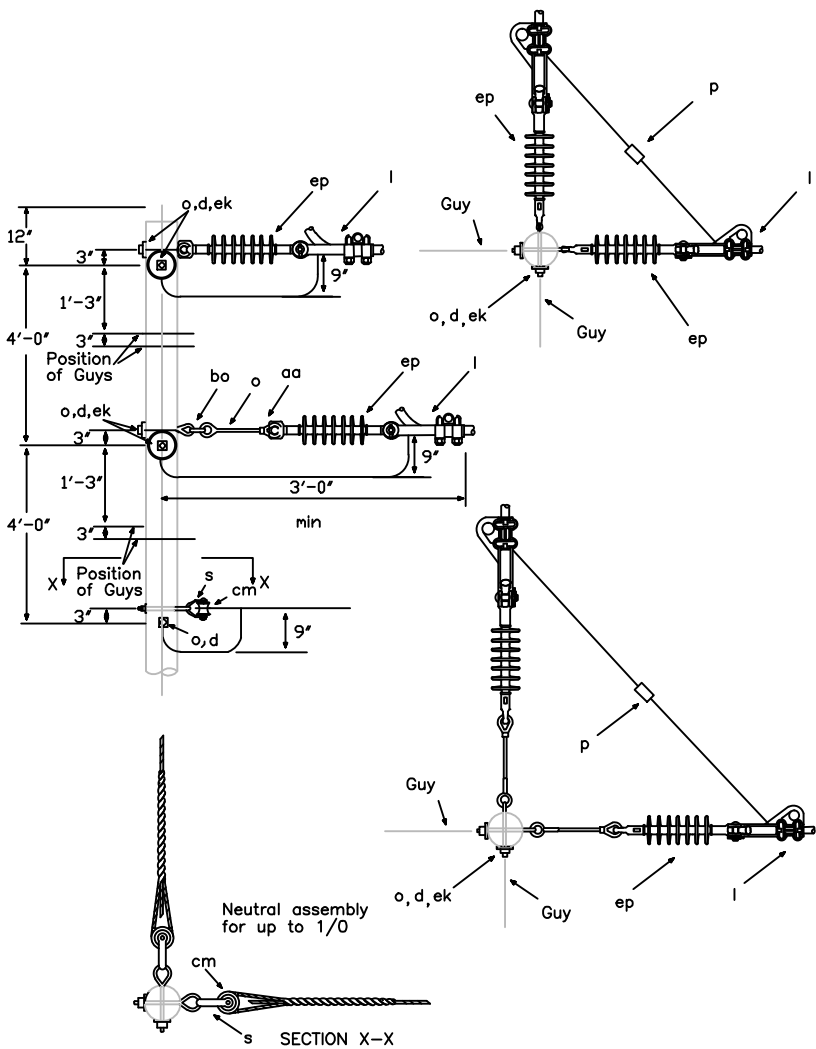 p
ep
l
12"
o,d,ek
ep
l
Guy
3"
9"
1'-3"
o,d,ek
Guy
ep
4'-0"
3"
Position
of Guys
bo
o
aa
ep
l
o,d,ek
3"
9"
1'-3"
3'-0"
min
4'-0"
3"
Position
of Guys
X
X
s
cm
3"
o,d
9"
p
Guy
o,d,ek
Guy
ep
l
Neutral assembly
for up to 1/0
cm
s
SECTION X-X